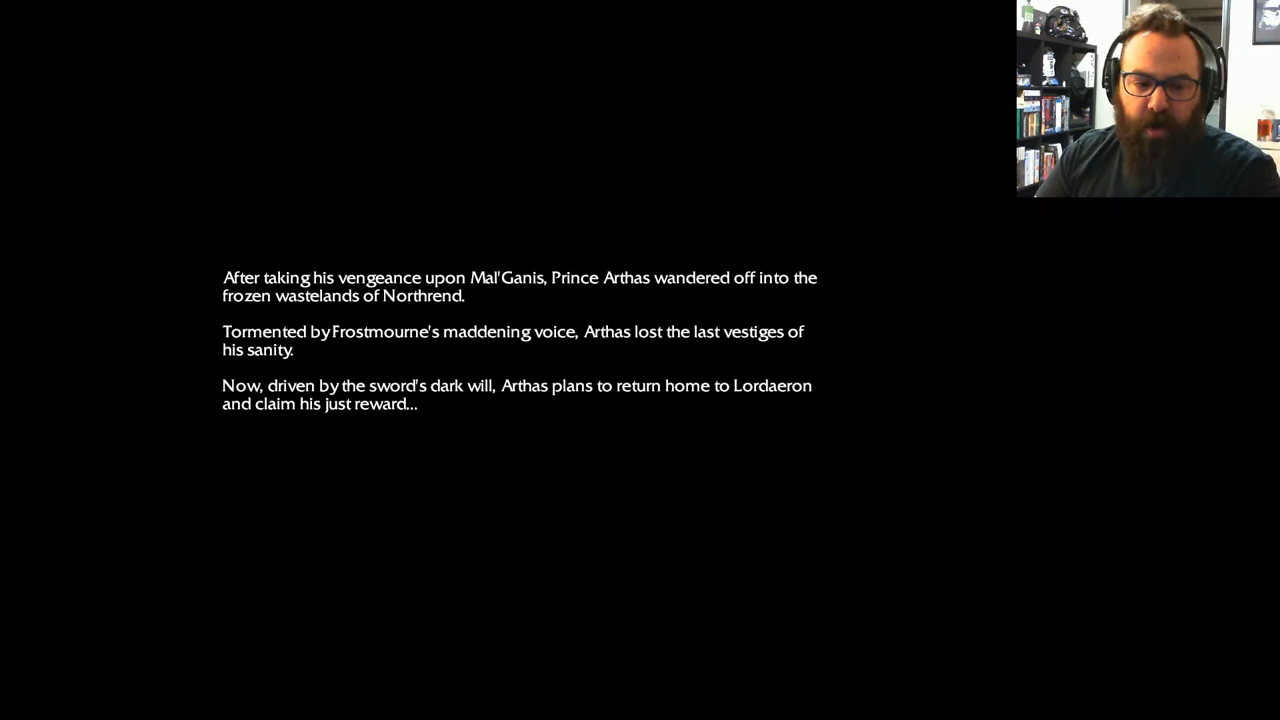 After taking his vengeance upon Mal'Ganis, Prince Arthas wandered off into the
frozen wastelands of Northrend.
Tormented by Frostmourne's maddening voice, Arthas lost the last vestiges of
his sanity.
Now, driven by the sword's dark will, Arthas plans to return home to Lordaeron
and claim his just reward...